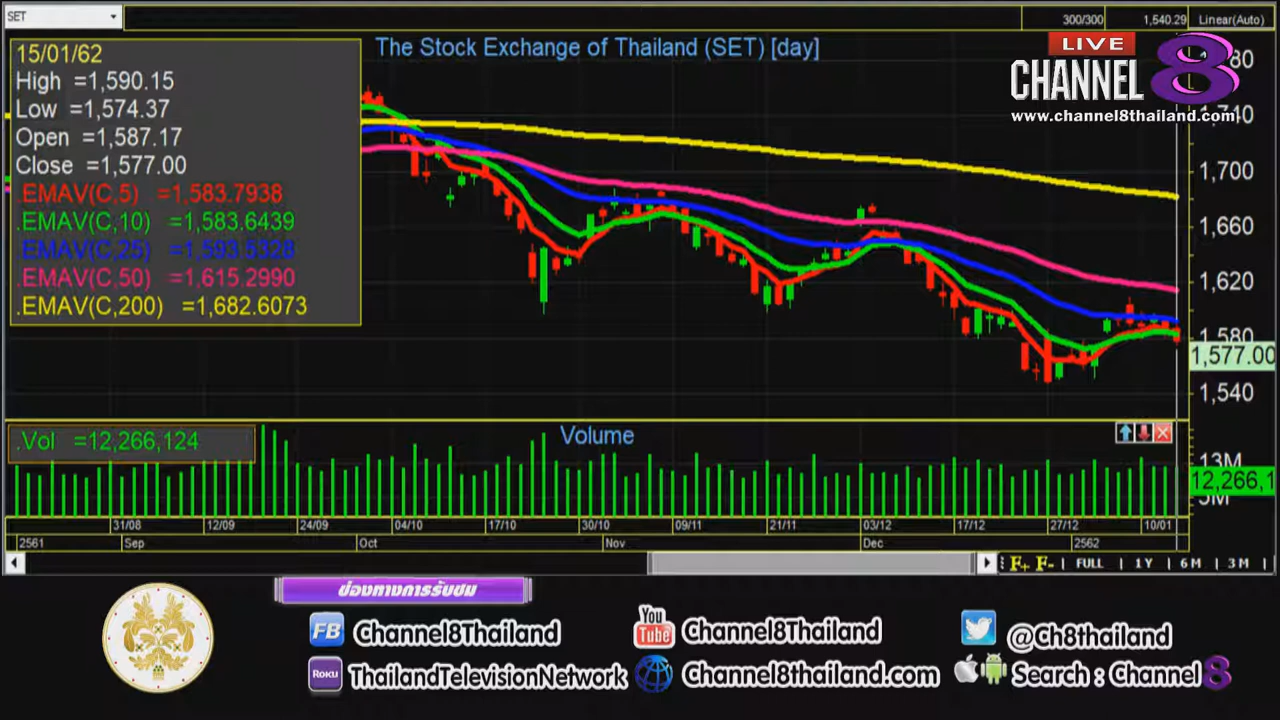 SET
300/300
1,540.29
Linear(Auto)
The Stock Exchange of Thailand (SET) [day]
15/01/62
High =1,590.15
Low =1,574.37
Open =1,587.17
Close =1,577.00
.EMAV(C,5) =1,583.7938
.EMAV(C,10) =1,583.6439
.EMAV(C,25) =1,593.5328
.EMAV(C,50) =1,615.2990
.EMAV(C,200) =1,682.6073
LIVE
CHANNEL 8
www.channel8thailand.com
1,700
1,660
1,620
1,580
1,577.00
1,540
.Vol =12,266,124
Volume
13M
12,266,1
5M
31/08 12/09 24/09 04/10 17/10 30/10 09/11 21/11 03/12 17/12 27/12 10/01
2561 Sep Oct Nov Dec 2562
F+ F- FULL 1Y 6M 3M
ช่องทางการรับชม
FB Channel8Thailand
You Tube Channel8Thailand
@Ch8thailand
ROKU ThailandTelevisionNetwork
Channel8thailand.com
Search : Channel 8